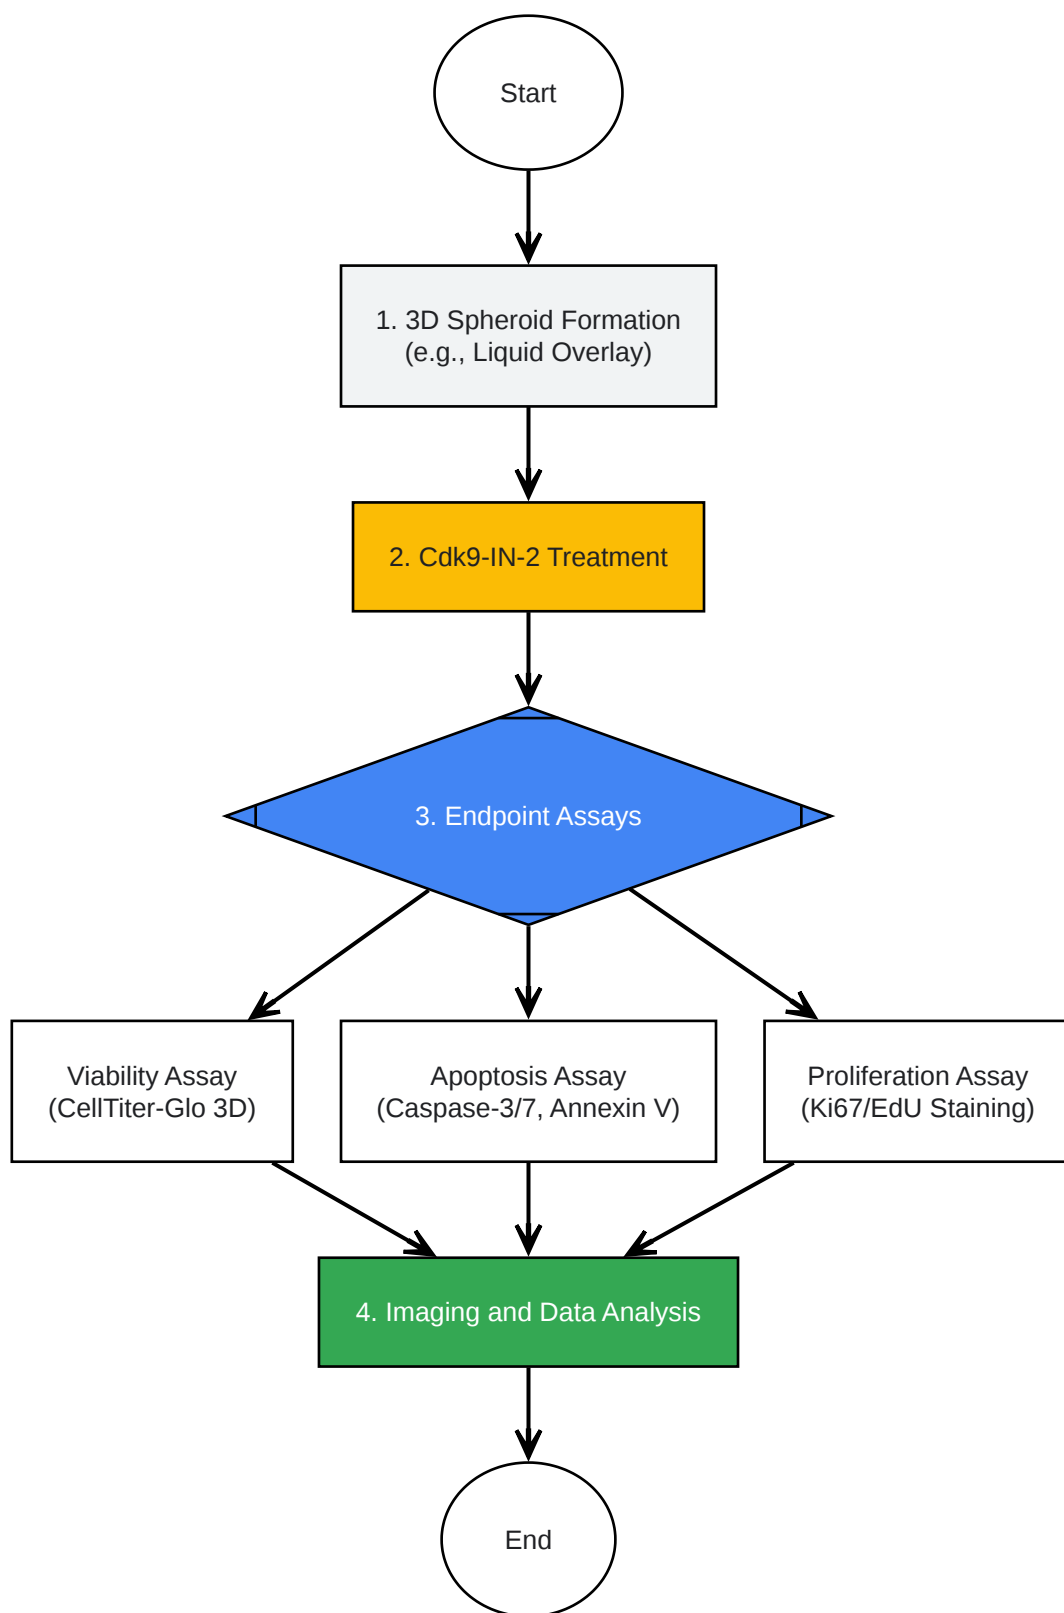 Start
1. 3D Spheroid Formation
(e.g., Liquid Overlay)
2. Cdk9-IN-2 Treatment
3. Endpoint Assays
Viability Assay
(CellTiter-Glo 3D)
Apoptosis Assay
(Caspase-3/7, Annexin V)
Proliferation Assay
(Ki67/EdU Staining)
4. Imaging and Data Analysis
End